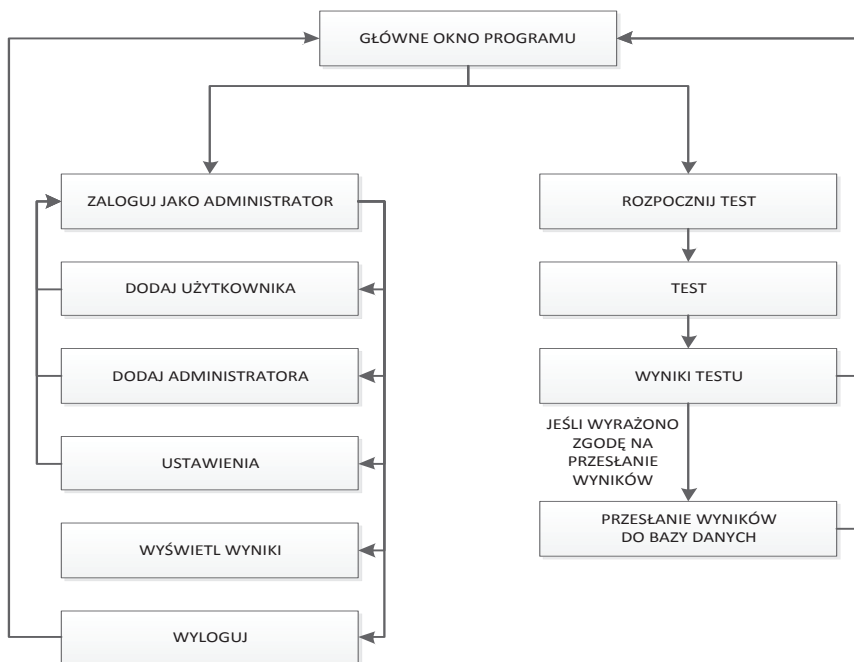 GŁÓWNE OKNO PROGRAMU
ZALOGUJ JAKO ADMINISTRATOR
DODAJ UŻYTKOWNIKA
DODAJ ADMINISTRATORA
USTAWIENIA
WYŚWIETL WYNIKI
WYLOGUJ
ROZPOCZNIJ TEST
TEST
WYNIKI TESTU
JEŚLI WYRAŻONO
ZGODĘ NA
PRZESŁANIE
WYNIKÓW
PRZESŁANIE WYNIKÓW
DO BAZY DANYCH